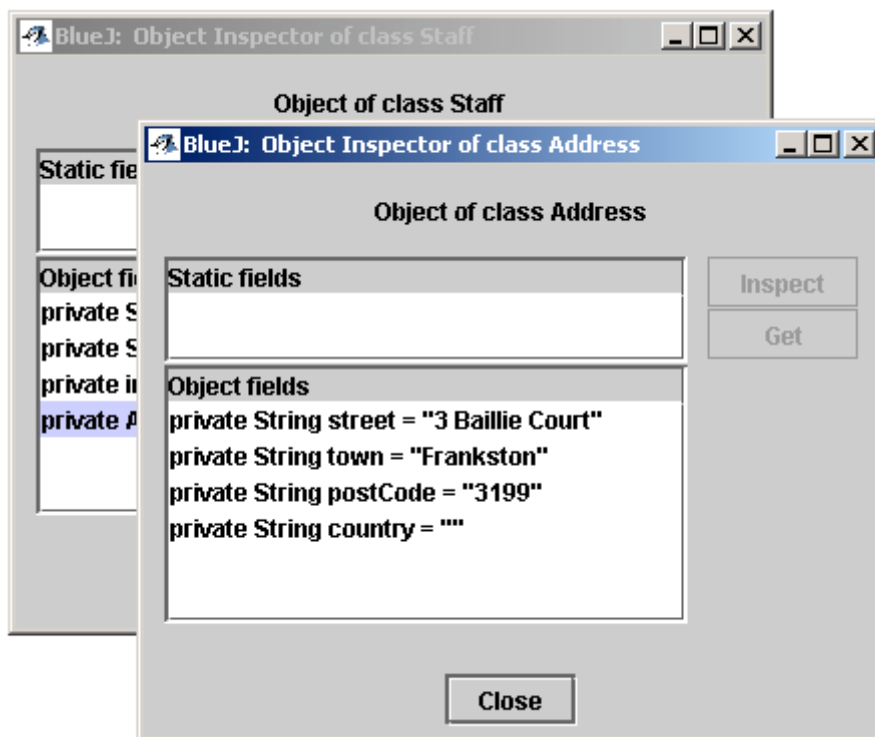 BlueJ: Object Inspector of class Staff
Object of class Staff
Static fie
Object fi
private S
private S
private in
private A
BlueJ: Object Inspector of class Address
Object of class Address
Static fields
Inspect
Get
Object fields
private String street = "3 Baillie Court"
private String town = "Frankston"
private String postCode = "3199"
private String country = ""
Close